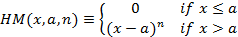 HM(x,a,n) ≡ { 0 if x ≤ a
(x − a)ⁿ if x > a